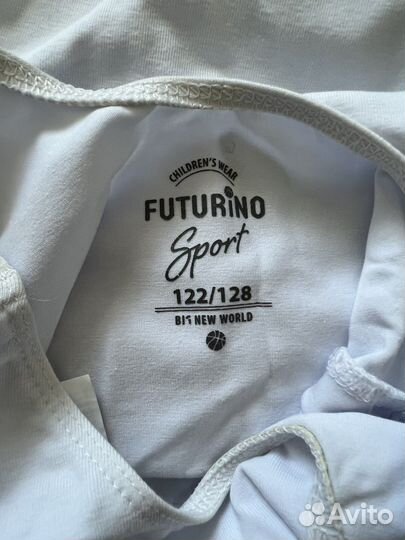 CHILDREN'S WEAR
FUTURiNO
Sport
122/128
BIG NEW WORLD
Avito